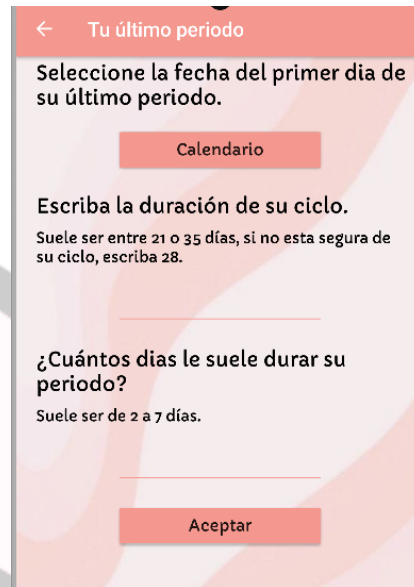 Tu último periodo
Seleccione la fecha del primer dia de
su último periodo.
Calendario
Escriba la duración de su ciclo.
Suele ser entre 21 o 35 días, si no esta segura de
su ciclo, escriba 28.
¿Cuántos dias le suele durar su
periodo?
Suele ser de 2 a 7 días.
Aceptar